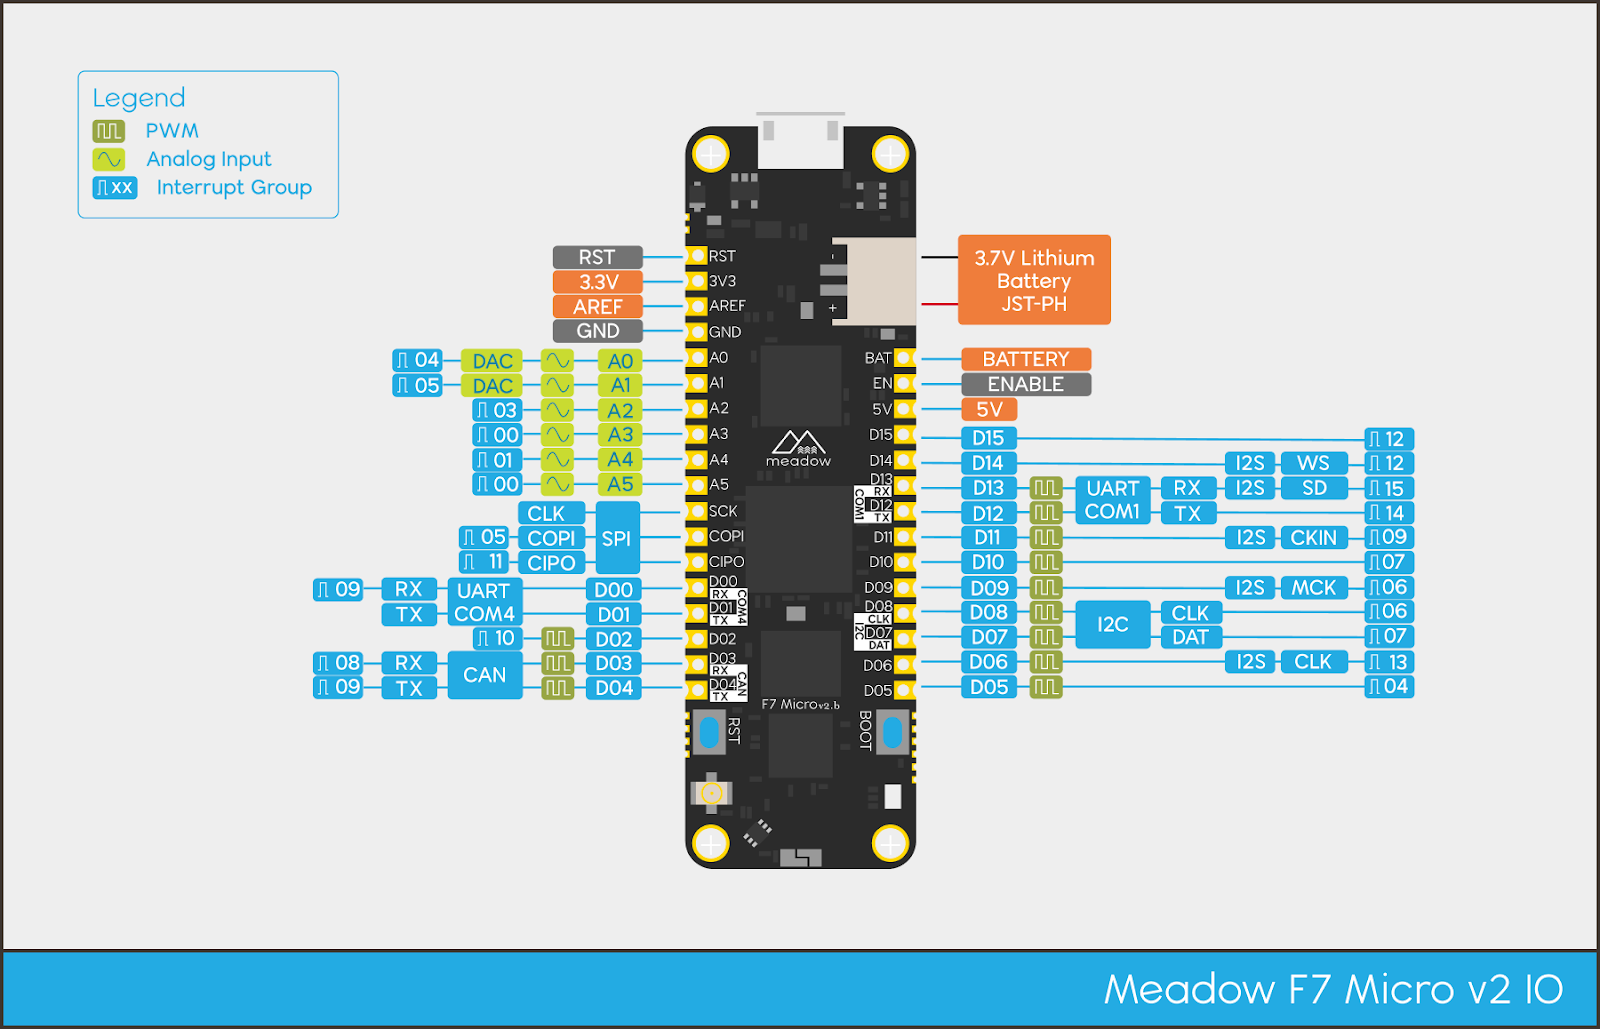 Legend
PWM
Analog Input
XX Interrupt Group
RST
3.3V
AREF
GND
04 DAC A0
05 DAC A1
03 A2
00 A3
01 A4
00 A5
CLK
05 COPI SPI
11 CIPO
09 RX UART D00
TX COM4 D01
10 D02
08 RX CAN D03
09 TX D04
RST
3V3
AREF
GND
A0
A1
A2
A3
A4
A5
SCK
COPI
CIPO
D00
RX
D01
TX
COM4
D02
D03
RX
D04
TX
CAN
RST
meadow
F7 Microv2.b
-
+
BAT
EN
5V
D15
D14
D13
RX
D12
TX
COM1
D11
D10
D09
D08
CLK
D07
DAT
I2C
D06
D05
BOOT
3.7V Lithium
Battery
JST-PH
BATTERY
ENABLE
5V
D15 12
D14 I2S WS 12
D13 UART RX I2S SD 15
D12 COM1 TX 14
D11 I2S CKIN 09
D10 07
D09 I2S MCK 06
D08 I2C CLK 06
D07 DAT 07
D06 I2S CLK 13
D05 04
Meadow F7 Micro v2 IO